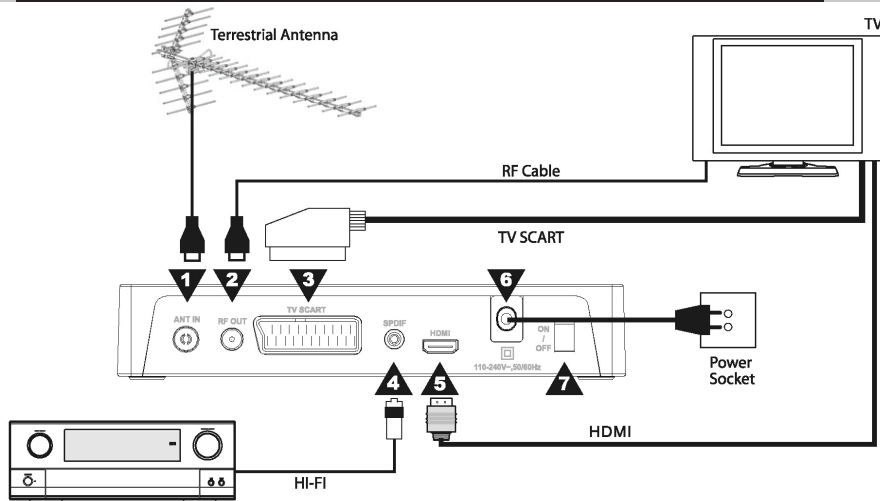 TV
Terrestrial Antenna
RF Cable
TV SCART
1
2
3
6
ANT IN
RF OUT
TV SCART
SPDIF
HDMI
ON
/
OFF
110-240V~,50/60Hz
4
5
7
Power
Socket
HDMI
HI-FI